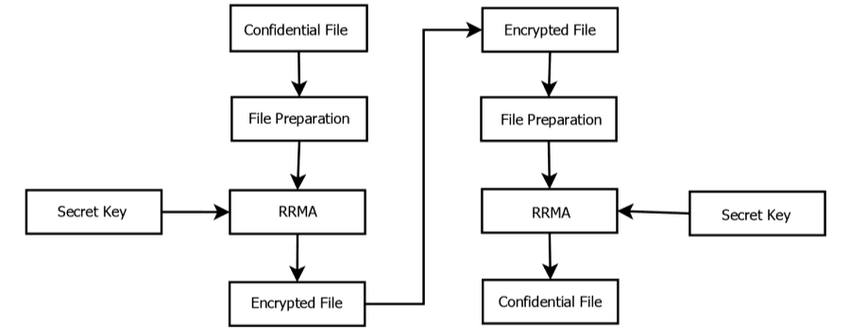 Confidential File
File Preparation
Secret Key
RRMA
Encrypted File
Encrypted File
File Preparation
RRMA
Secret Key
Confidential File